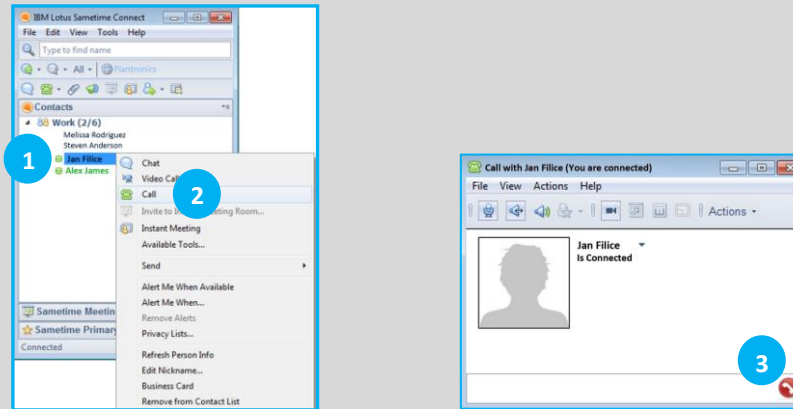 IBM Lotus Sametime Connect
File Edit View Tools Help
Type to find name
All
Plantronics
Contacts
Work (2/6)
Melissa Rodriguez
Steven Anderson
1
Jan Filice
Alex James
Chat
Video Call
Call
2
Invite to Meeting Room...
Instant Meeting
Available Tools...
Send
Alert Me When Available
Alert Me When...
Remove Alerts
Privacy Lists...
Refresh Person Info
Edit Nickname...
Business Card
Remove from Contact List
Sametime
Sametime Primary
Connected
Call with Jan Filice (You are connected)
File View Actions Help
Actions
Jan Filice
Is Connected
3